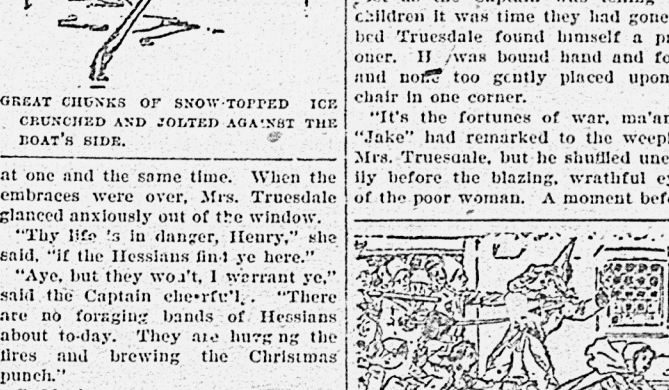 GREAT CHUNKS OF SNOW-TOPPED ICE
CRUNCHED AND JOLTED AGAINST THE
BOAT'S SIDE.
at one and the same time. When the
embraces were over, Mrs. Truesdale
glanced anxiously out of the window.
"Thy life is in danger, Henry," she
said, "if the Hessians find ye here."
"Aye, but they won't, I warrant ye,"
said the Captain cheerful. "There
are no foraging bands of Hessians
about to-day. They are hugging the
fires and brewing the Christmas
punch."
children it was time they had gone
bed Truesdale found himself a pr
oner. H was bound hand and fo
and none too gently placed upon
chair in one corner.
"It's the fortunes of war, ma'am
"Jake" had remarked to the weep
Mrs. Truesdale, but he shuffled une
ily before the blazing, wrathful e
of the poor woman. A moment befo